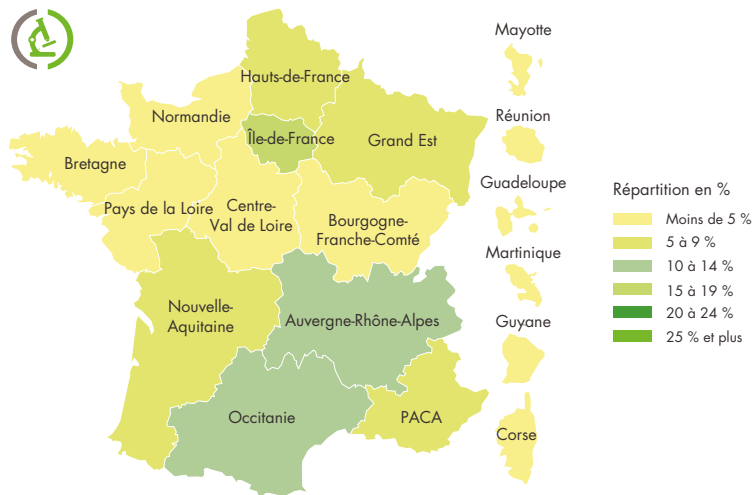 Mayotte
Hauts-de-France
Normandie
Réunion
Île-de-France
Grand Est
Bretagne
Guadeloupe
Répartition en %
Pays de la Loire
Centre-
Val de Loire
Bourgogne-
Franche-Comté
Moins de 5 %
5 à 9 %
Martinique
10 à 14 %
15 à 19 %
Nouvelle-
Aquitaine
Auvergne-Rhône-Alpes
Guyane
20 à 24 %
25 % et plus
Occitanie
PACA
Corse